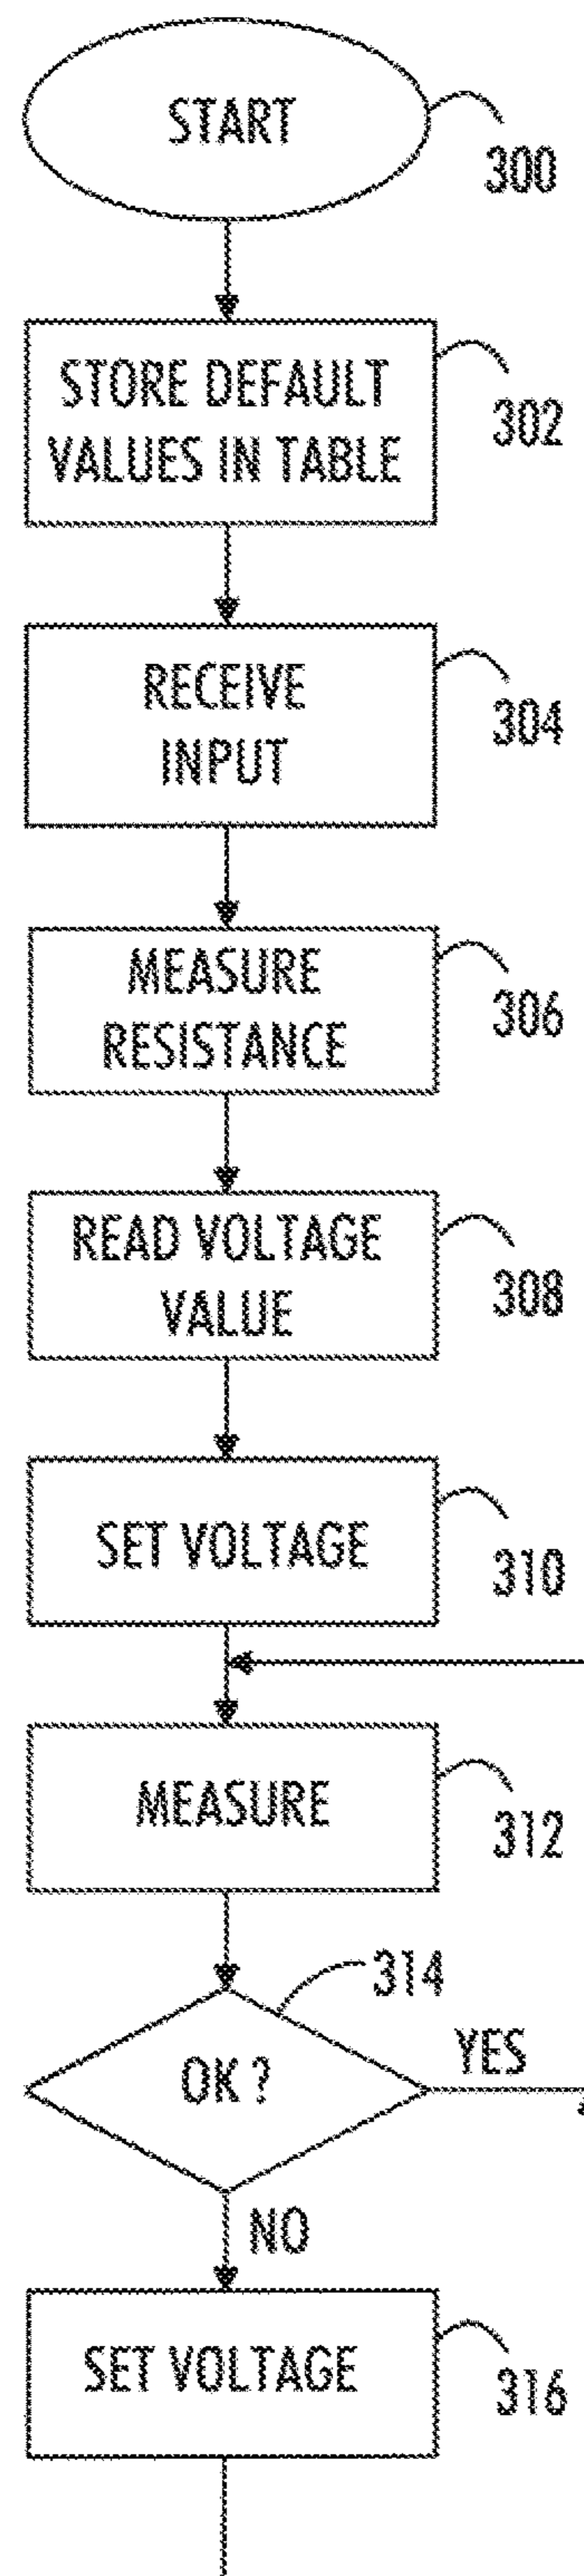 START
300
STORE DEFAULT
VALUES IN TABLE
302
RECEIVE
INPUT
304
MEASURE
RESISTANCE
306
READ VOLTAGE
VALUE
308
SET VOLTAGE
310
MEASURE
312
314
OK ?
YES
NO
SET VOLTAGE
316